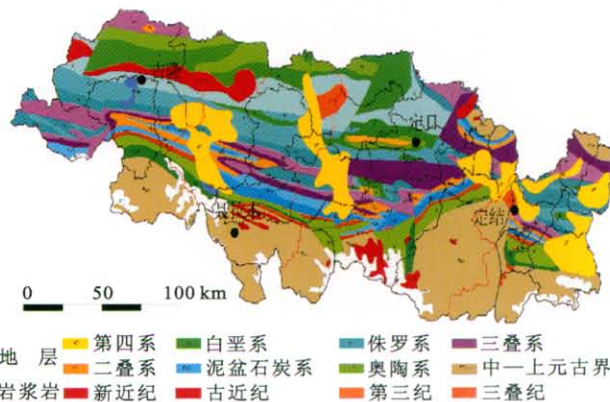 定日
定结
0 50 100 km
地 层 第四系 白垩系 侏罗系 三叠系
二叠系 泥盆石炭系 奥陶系 中—上元古界
岩浆岩 新近纪 古近纪 第三纪 三叠纪